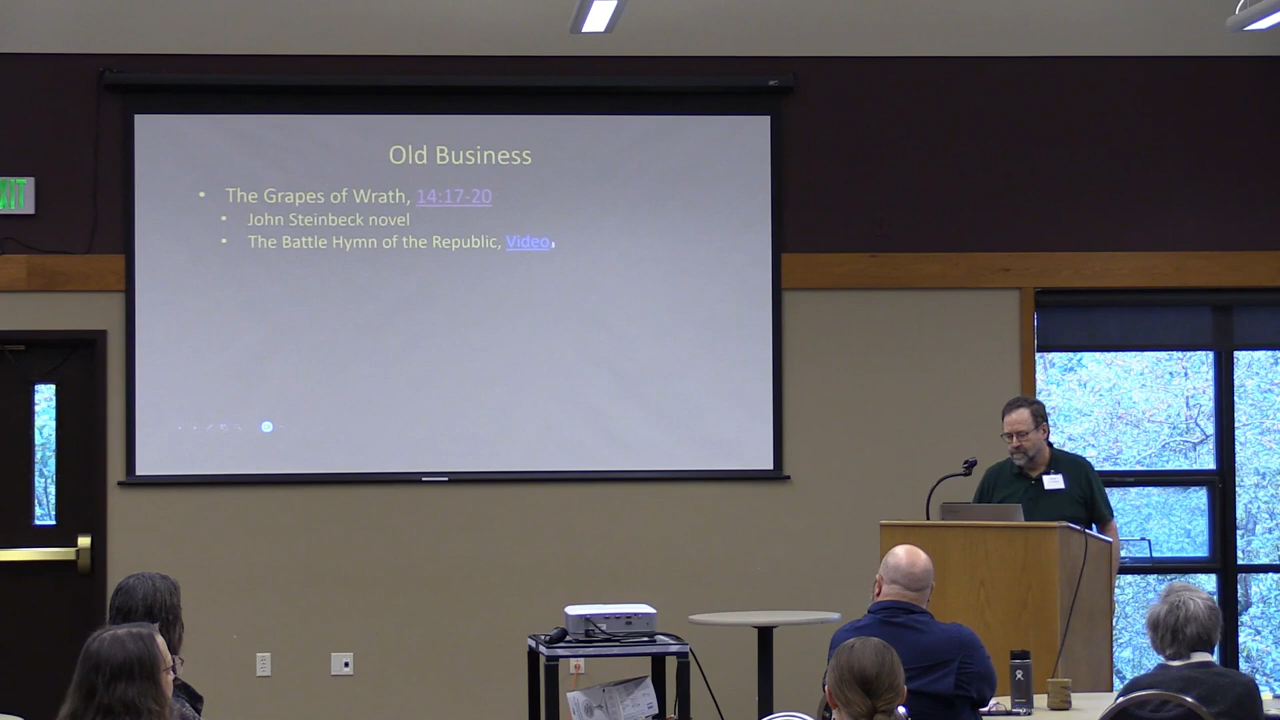 Old Business
• The Grapes of Wrath, 14:17-20
• John Steinbeck novel
• The Battle Hymn of the Republic, Video
EXIT